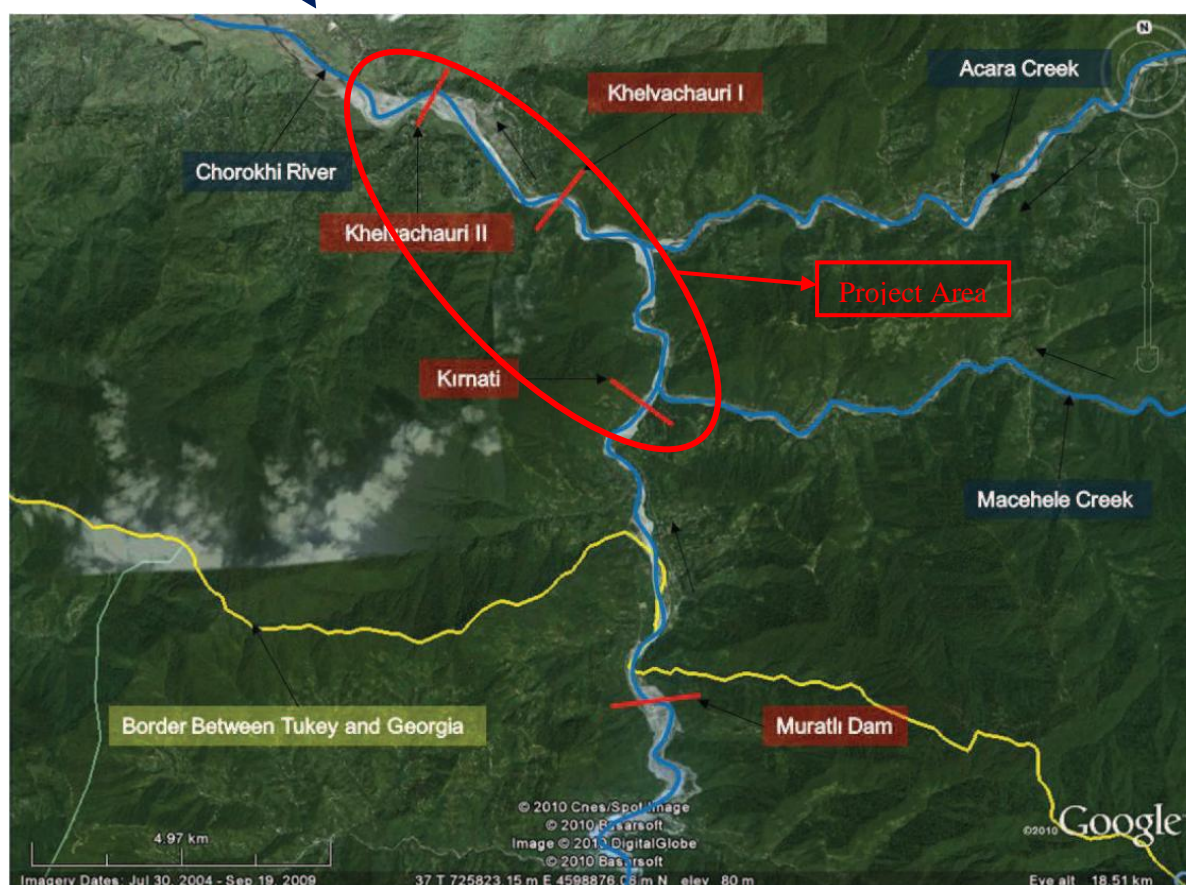 N
Acara Creek
Khelvachauri I
Chorokhi River
Khelvachauri II
Project Area
Kırnati
Macehele Creek
Border Between Tukey and Georgia
Muratlı Dam
© 2010 Cnes/Spot Image
© 2010 Basarsoft
Image © 2010 DigitalGlobe
© 2010 Basarsoft
©2010 Google
4.97 km
Imagery Dates: Jul 30, 2004 - Sep 19, 2009
37 T 725823.15 m E 4598876.08 m N elev 80 m
Eye alt 18.51 km